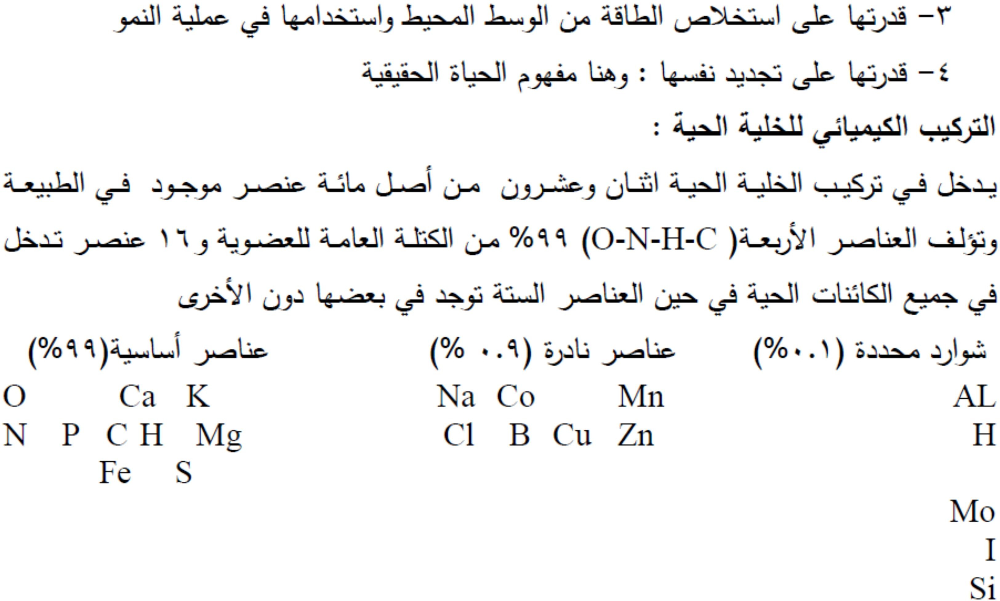 ٣- قدرتها على استخلاص الطاقة من الوسط المحيط واستخدامها في عملية النمو
٤- قدرتها على تجديد نفسها : وهنا مفهوم الحياة الحقيقية
التركيب الكيميائي للخلية الحية :
يدخل في تركيب الخلية الحية اثنان وعشرون من أصل مائة عنصر موجود في الطبيعة
وتؤلف العناصر الأربعة( O-N-H-C) ٩٩% من الكتلة العامة للعضوية و١٦ عنصر تدخل
في جميع الكائنات الحية في حين العناصر الستة توجد في بعضها دون الأخرى
شوارد محددة (٠.١%) عناصر نادرة (٠.٩ %) عناصر أساسية(٩٩%)
O Ca K Na Co Mn AL
N P C H Mg Cl B Cu Zn H
Fe S
Mo
I
Si